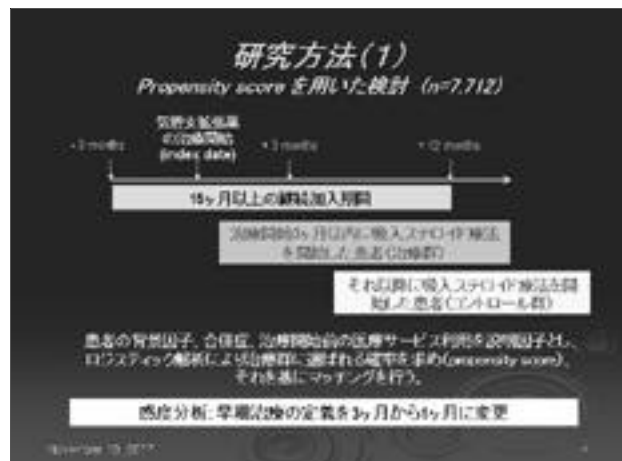 研究方法(1)
Propensity score を用いた検討 (n=7,712)
気管支拡張薬
の治療開始
(index date)
-3 months
+3 months
+12 months
15ヶ月以上の継続加入期間
治療開始3ヶ月以内に吸入ステロイド療法
を開始した患者(治療群)
それ以降に吸入ステロイド療法を開
始した患者(コントロール群)
患者の背景因子、合併症、治療開始前の医療サービス利用を説明因子とし、
ロジスティック解析により治療群に選ばれる確率を求め(propensity score)、
それを基にマッチングを行う。
感度分析: 早期治療の定義を3ヶ月から6ヶ月に変更
November